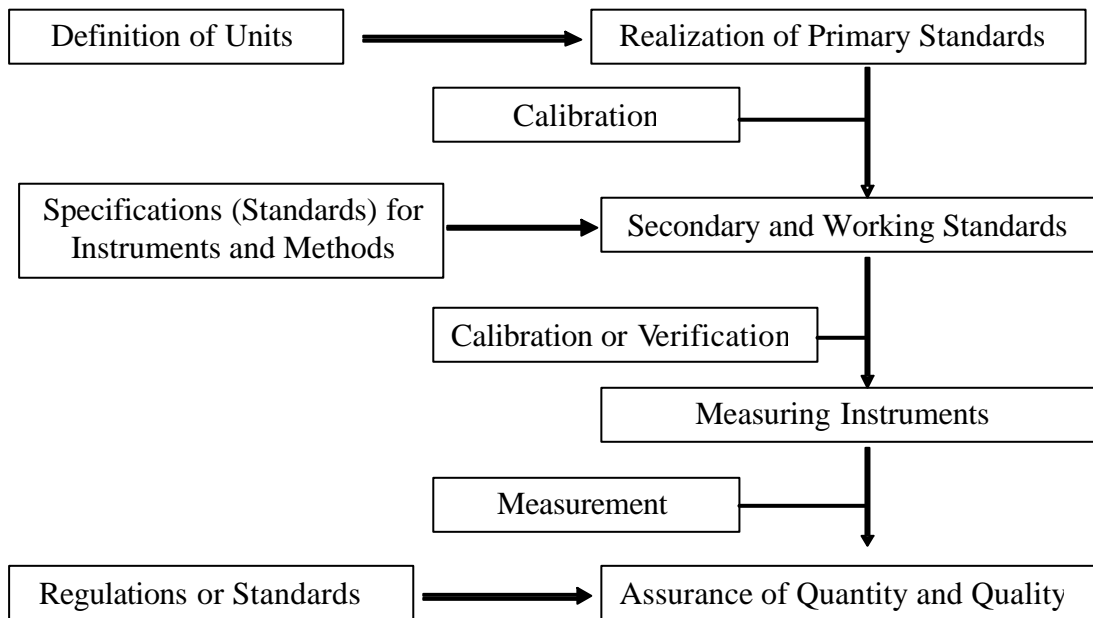 Definition of Units
Realization of Primary Standards
Calibration
Specifications (Standards) for
Instruments and Methods
Secondary and Working Standards
Calibration or Verification
Measuring Instruments
Measurement
Regulations or Standards
Assurance of Quantity and Quality